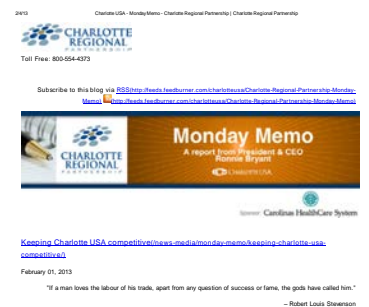 2/4/13 Charlotte USA - Monday Memo - Charlotte Regional Partnership | Charlotte Regional Partnership
CHARLOTTE
REGIONAL
PARTNERSHIP
Toll Free: 800-554-4373
Subscribe to this blog via RSS(http://feeds.feedburner.com/charlotteusa/Charlotte-Regional-Partnership-Monday-
Memo) (http://feeds.feedburner.com/charlotteusa/Charlotte-Regional-Partnership-Monday-Memo)
CHARLOTTE
REGIONAL
PARTNERSHIP
Monday Memo
A report from President & CEO
Ronnie Bryant
CHARLOTTE USA
Sponsor Carolinas HealthCare System
Keeping Charlotte USA competitive(/news-media/monday-memo/keeping-charlotte-usa-
competitive/)
February 01, 2013
"If a man loves the labour of his trade, apart from any question of success or fame, the gods have called him."
– Robert Louis Stevenson